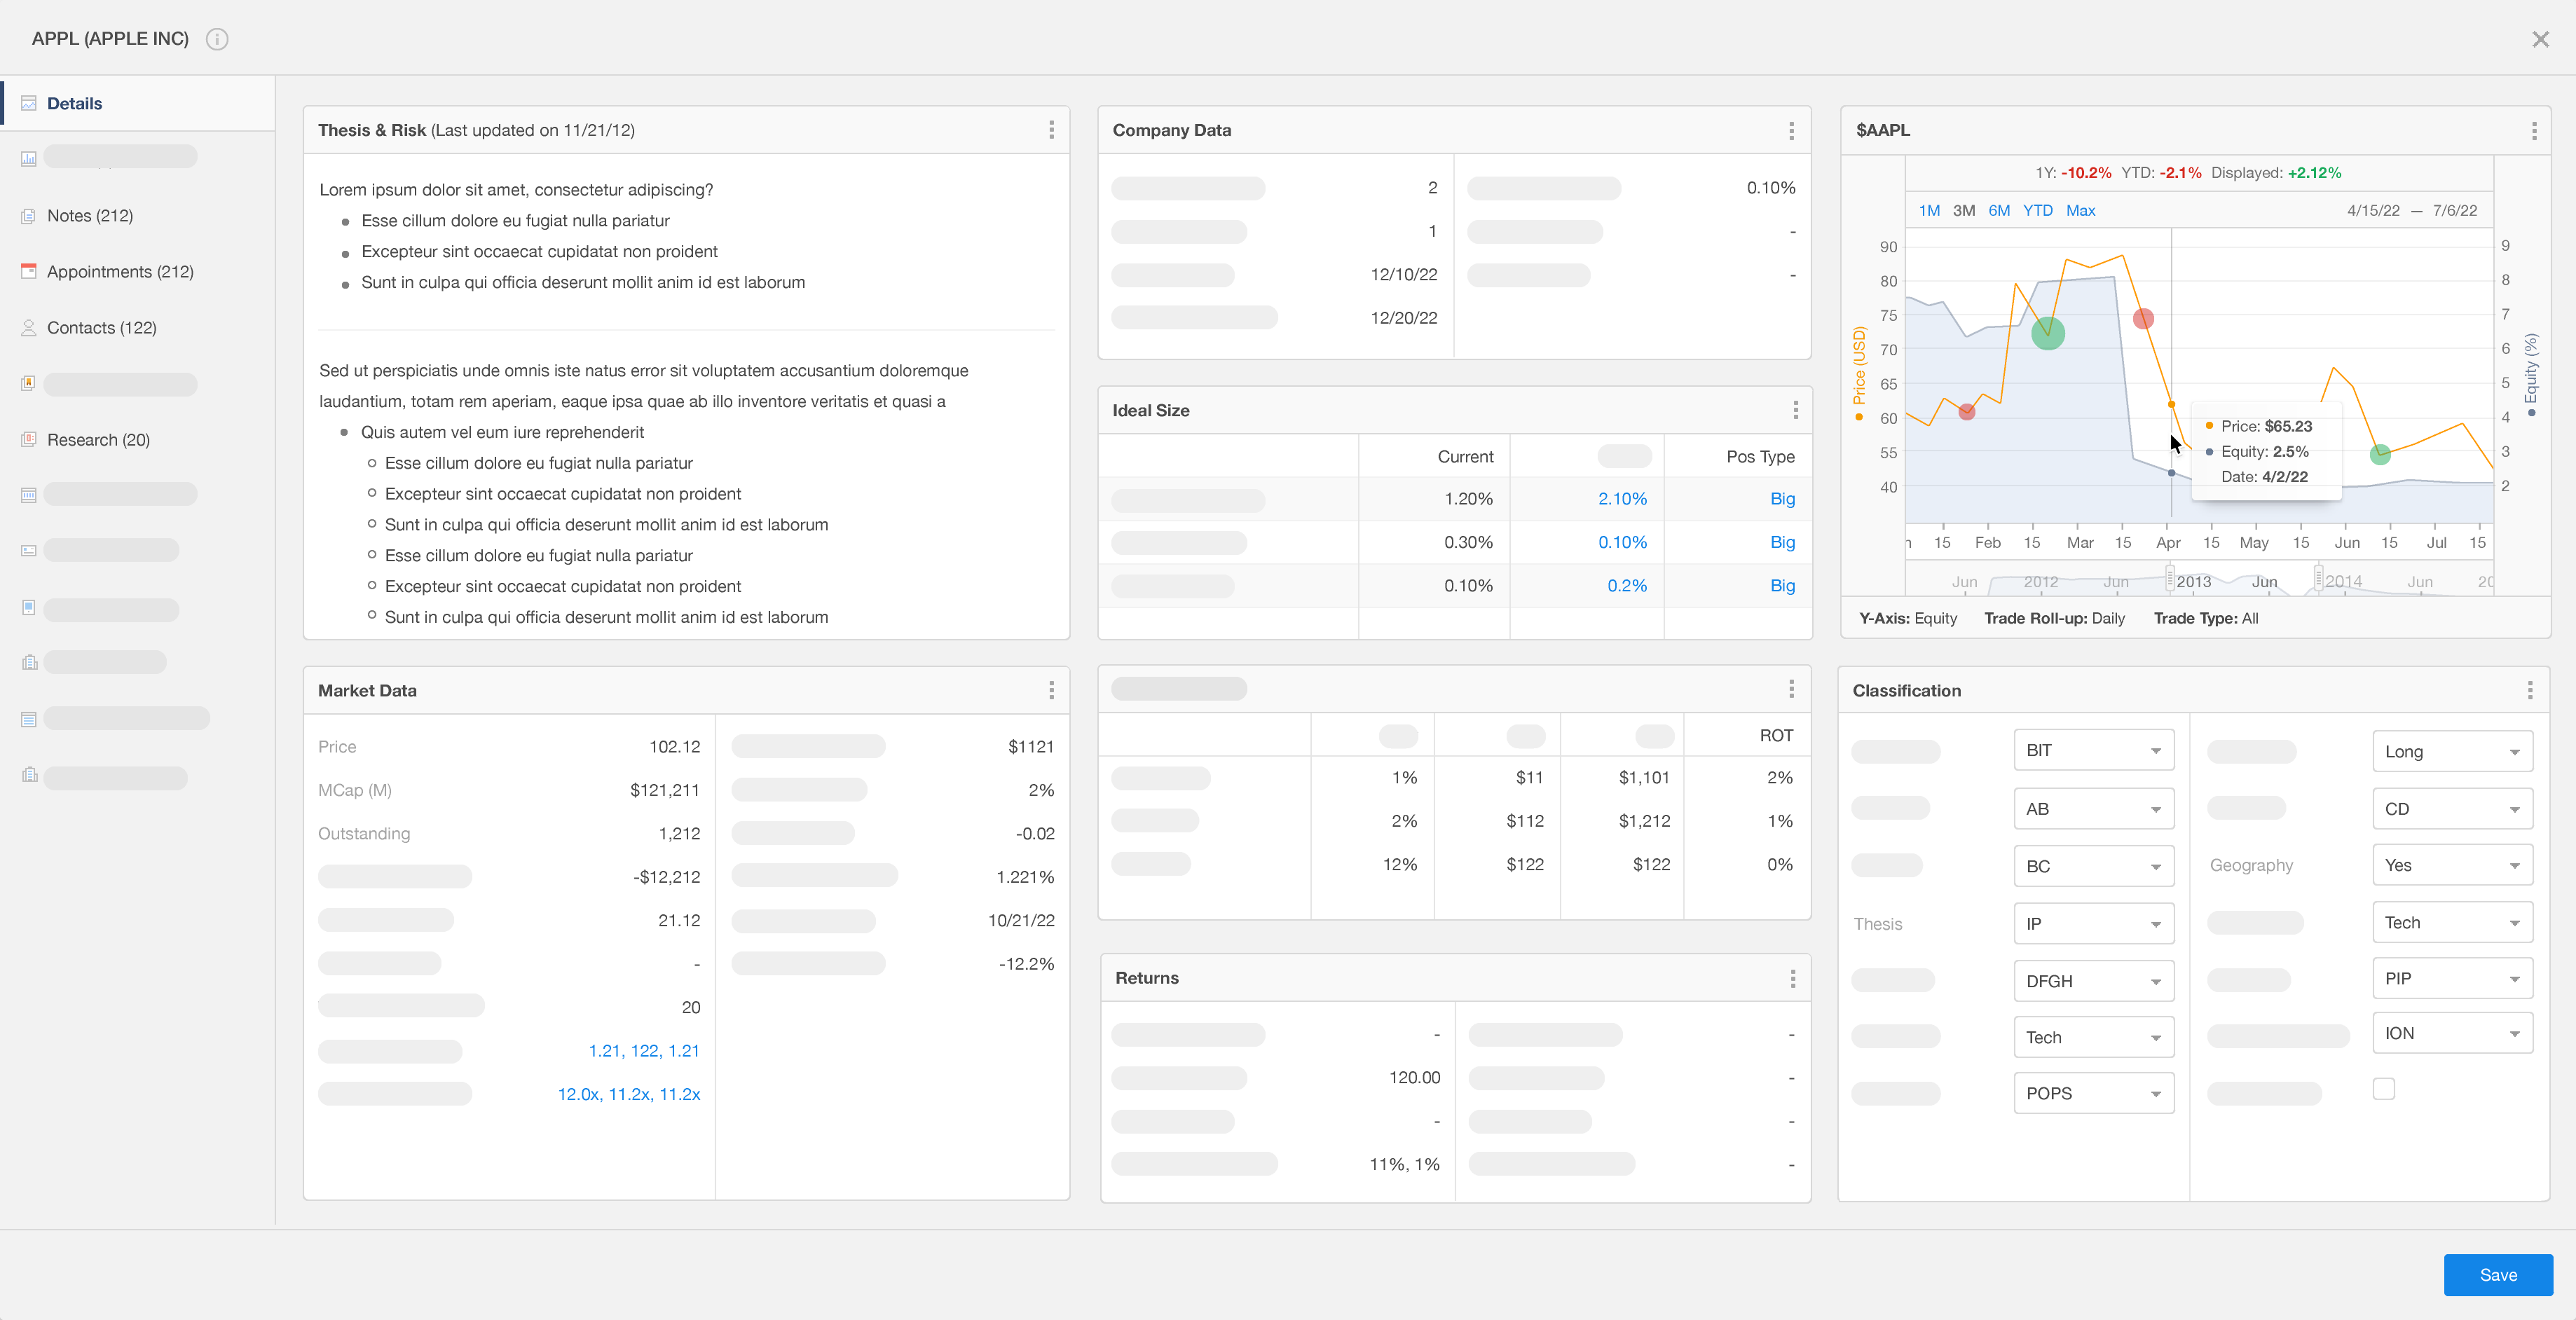 APPL (APPLE INC)
Details
Notes (212)
Appointments (212)
Contacts (122)
Research (20)
Thesis & Risk (Last updated on 11/21/12)
Lorem ipsum dolor sit amet, consectetur adipiscing?
Esse cillum dolore eu fugiat nulla pariatur
Excepteur sint occaecat cupidatat non proident
Sunt in culpa qui officia deserunt mollit anim id est laborum
Sed ut perspiciatis unde omnis iste natus error sit voluptatem accusantium doloremque
laudantium, totam rem aperiam, eaque ipsa quae ab illo inventore veritatis et quasi a
Quis autem vel eum iure reprehenderit
Esse cillum dolore eu fugiat nulla pariatur
Excepteur sint occaecat cupidatat non proident
Sunt in culpa qui officia deserunt mollit anim id est laborum
Esse cillum dolore eu fugiat nulla pariatur
Excepteur sint occaecat cupidatat non proident
Sunt in culpa qui officia deserunt mollit anim id est laborum
Company Data
2 0.10%
1 -
12/10/22 -
12/20/22
Ideal Size
Current Pos Type
1.20% 2.10% Big
0.30% 0.10% Big
0.10% 0.2% Big
$AAPL
1Y: -10.2% YTD: -2.1% Displayed: +2.12%
1M 3M 6M YTD Max 4/15/22 — 7/6/22
90 9
80 8
75 7
70 6
65 5
60 4
55 3
40 2
Price (USD)
Equity (%)
Price: $65.23
Equity: 2.5%
Date: 4/2/22
15 Feb 15 Mar 15 Apr 15 May 15 Jun 15 Jul 15
Jun 2012 Jun 2013 Jun 2014 Jun 20
Y-Axis: Equity Trade Roll-up: Daily Trade Type: All
Market Data
Price 102.12 $1121
MCap (M) $121,211 2%
Outstanding 1,212 -0.02
-$12,212 1.221%
21.12 10/21/22
- -12.2%
20
1.21, 122, 1.21
12.0x, 11.2x, 11.2x
ROT
1% $11 $1,101 2%
2% $112 $1,212 1%
12% $122 $122 0%
Returns
- -
120.00 -
- -
11%, 1% -
Classification
BIT Long
AB CD
BC Geography Yes
Thesis IP Tech
DFGH PIP
Tech ION
POPS
Save